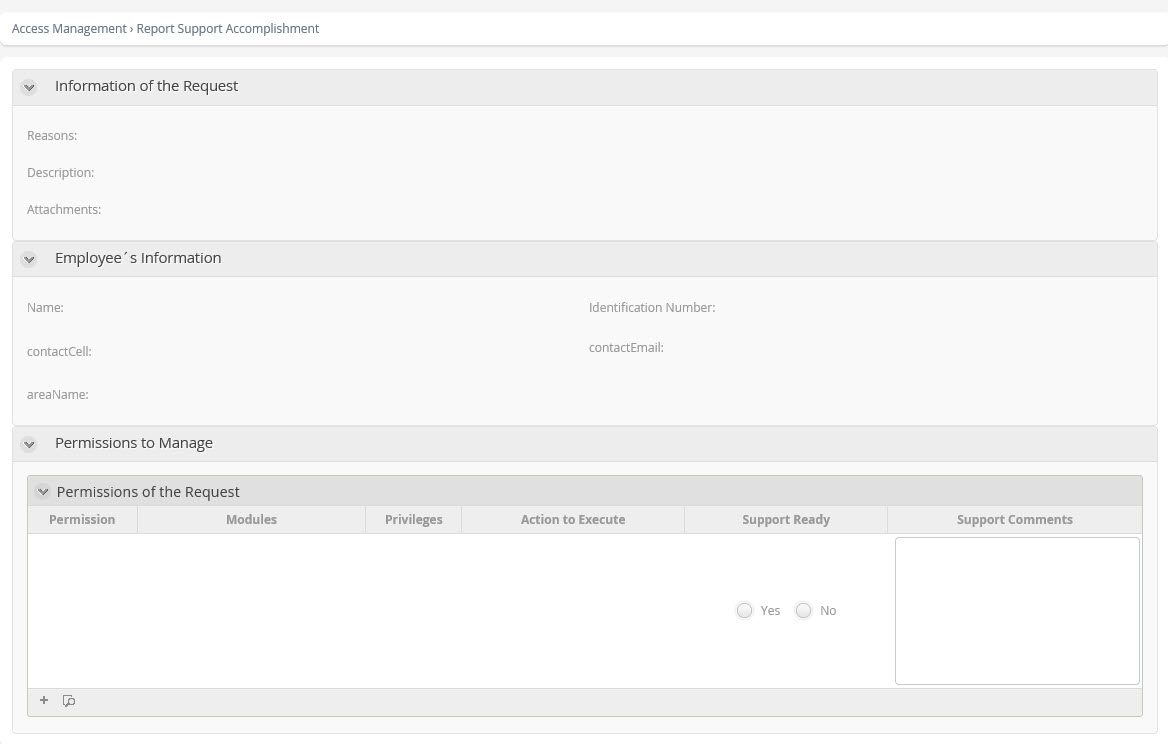 Access Management › Report Support Accomplishment
Information of the Request
Reasons:
Description:
Attachments:
Employee´s Information
Name: Identification Number:
contactCell: contactEmail:
areaName:
Permissions to Manage
Permissions of the Request
Permission Modules Privileges Action to Execute Support Ready Support Comments
Yes No